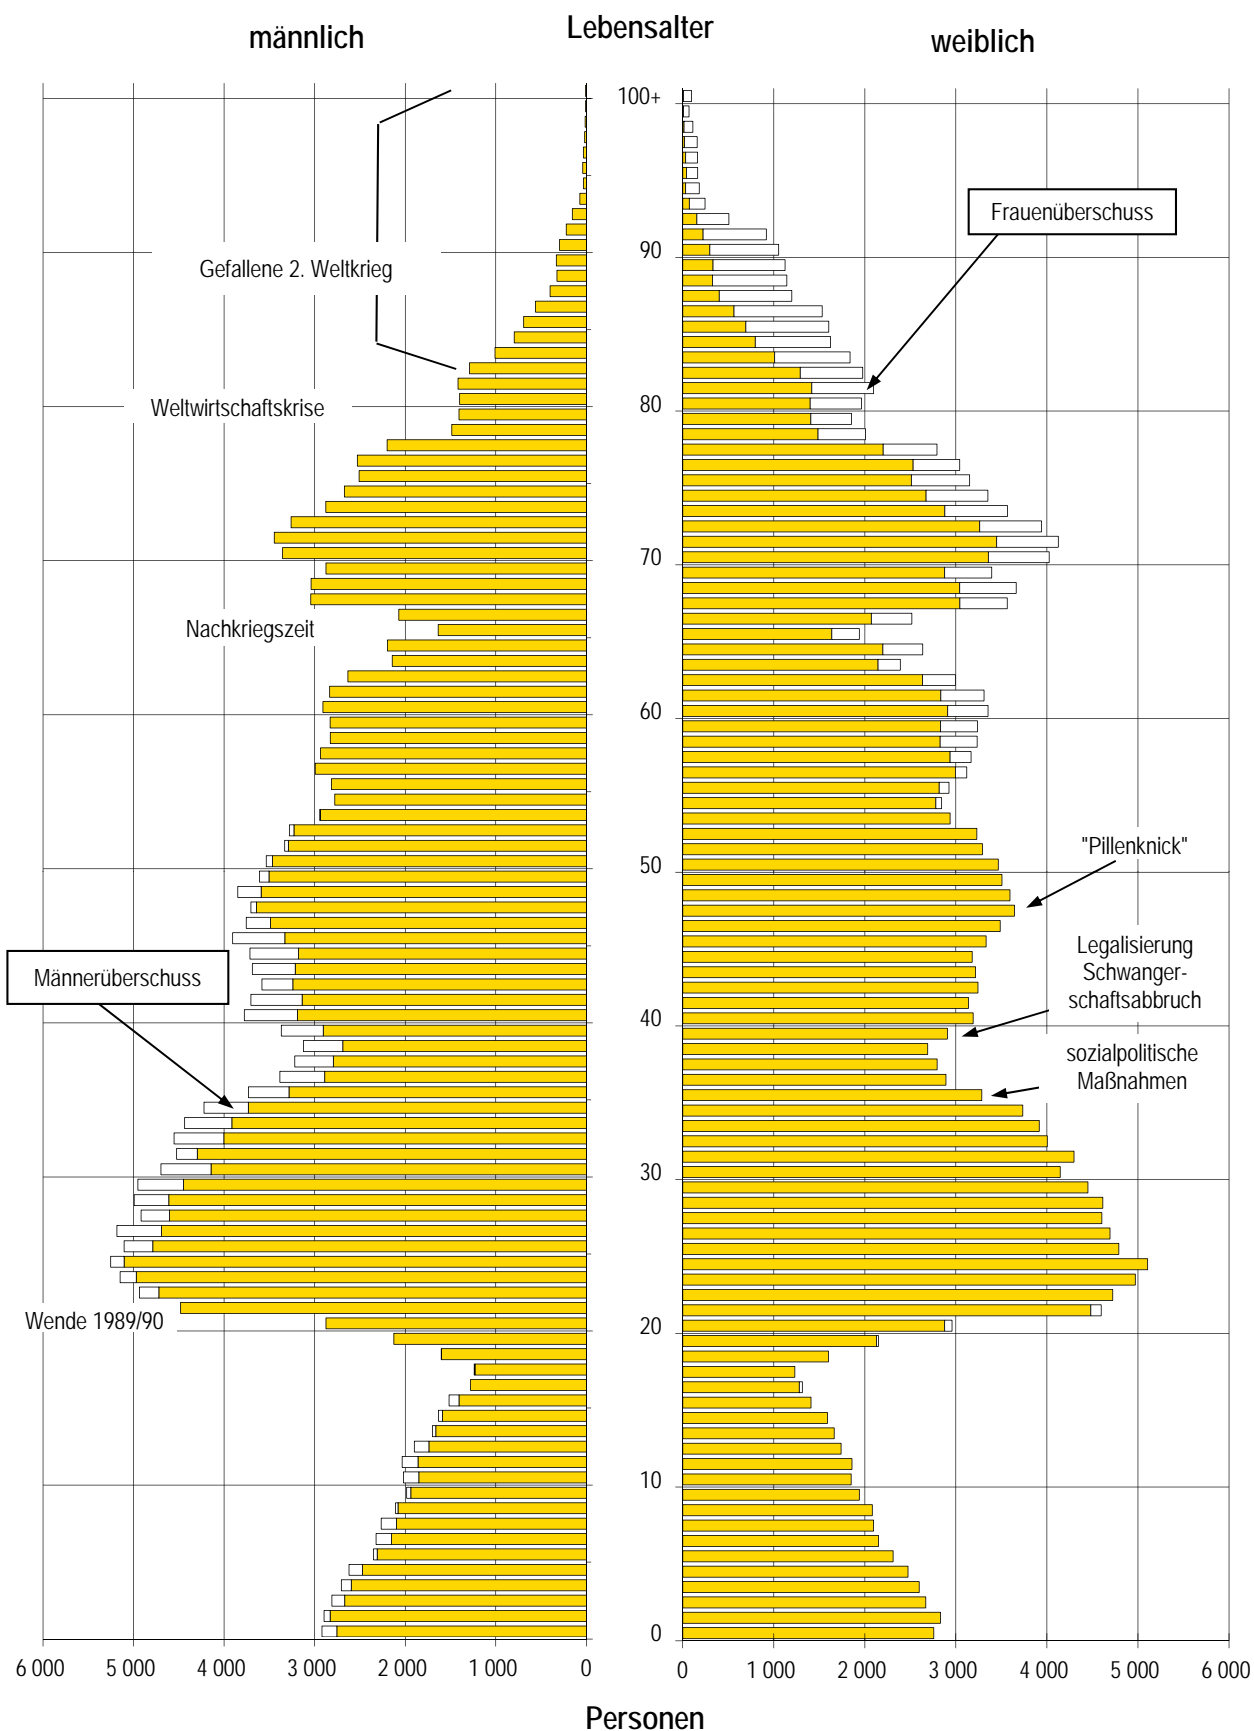 männlich
Lebensalter
weiblich
100+
90
80
70
60
50
40
30
20
10
0
Frauenüberschuss
Gefallene 2. Weltkrieg
Weltwirtschaftskrise
Nachkriegszeit
"Pillenknick"
Legalisierung
Schwanger-
schaftsabbruch
Männerüberschuss
sozialpolitische
Maßnahmen
Wende 1989/90
6 000 5 000 4 000 3 000 2 000 1 000 0
0 1 000 2 000 3 000 4 000 5 000 6 000
Personen